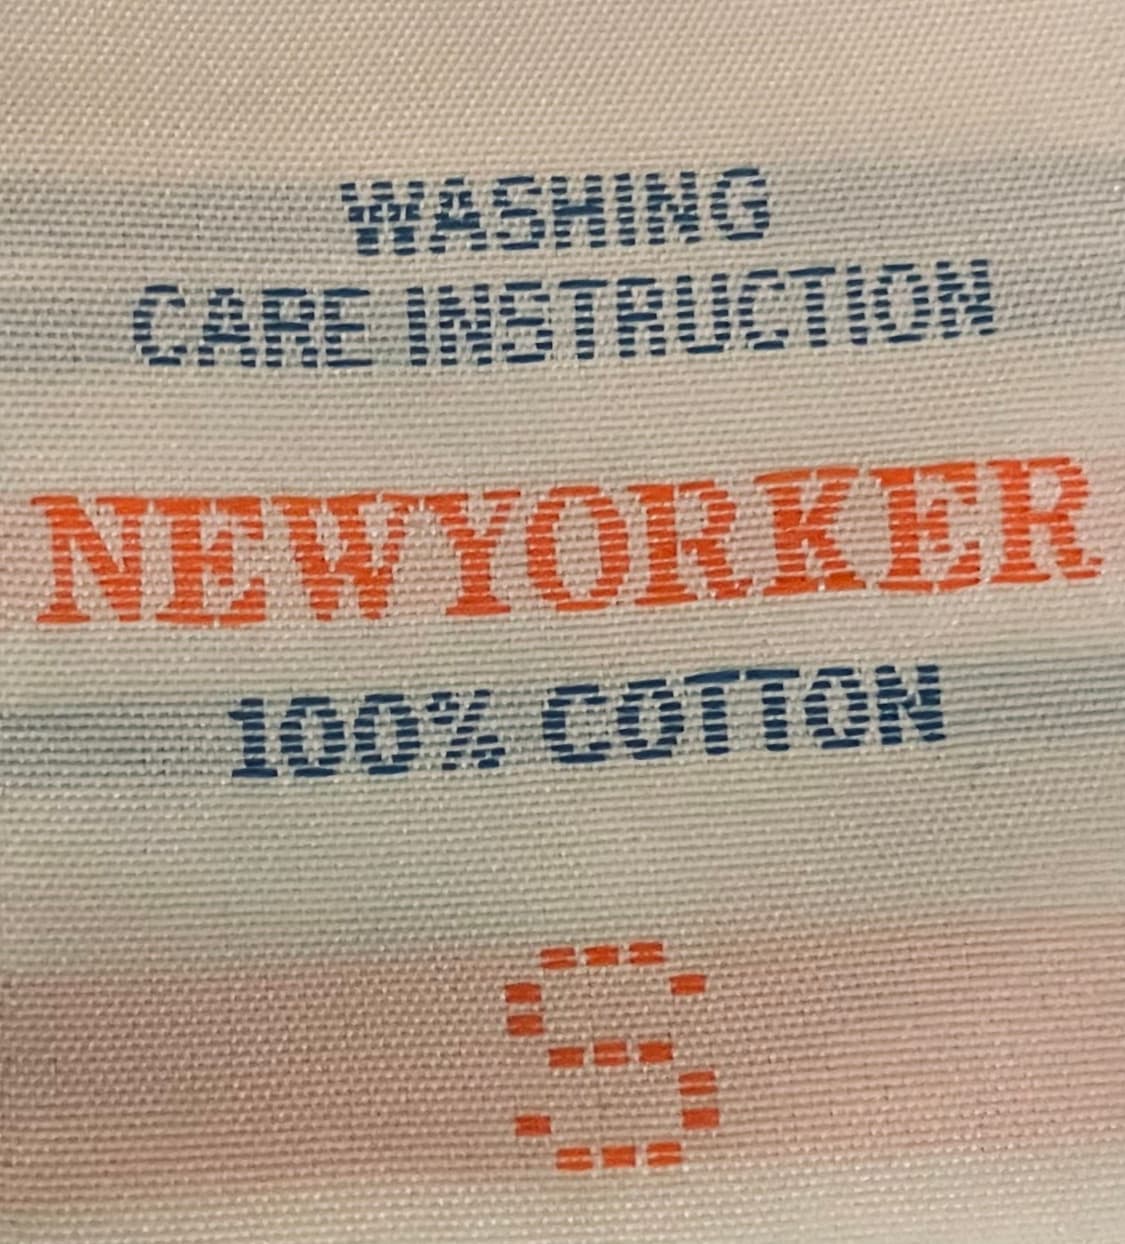 WASHING
CARE INSTRUCTION
NEWYORKER
100% COTTON
S